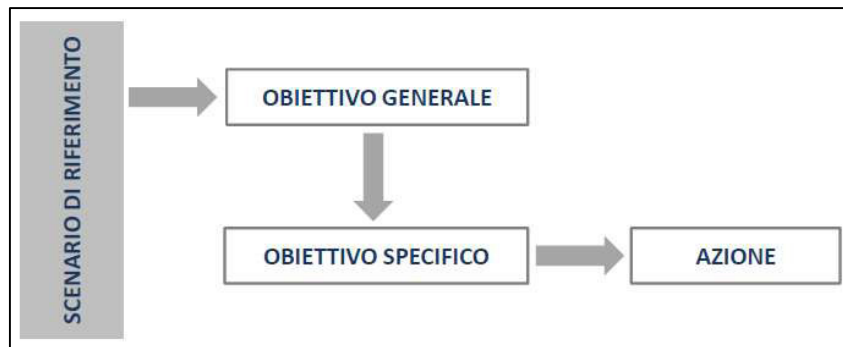 SCENARIO DI RIFERIMENTO
OBIETTIVO GENERALE
OBIETTIVO SPECIFICO
AZIONE